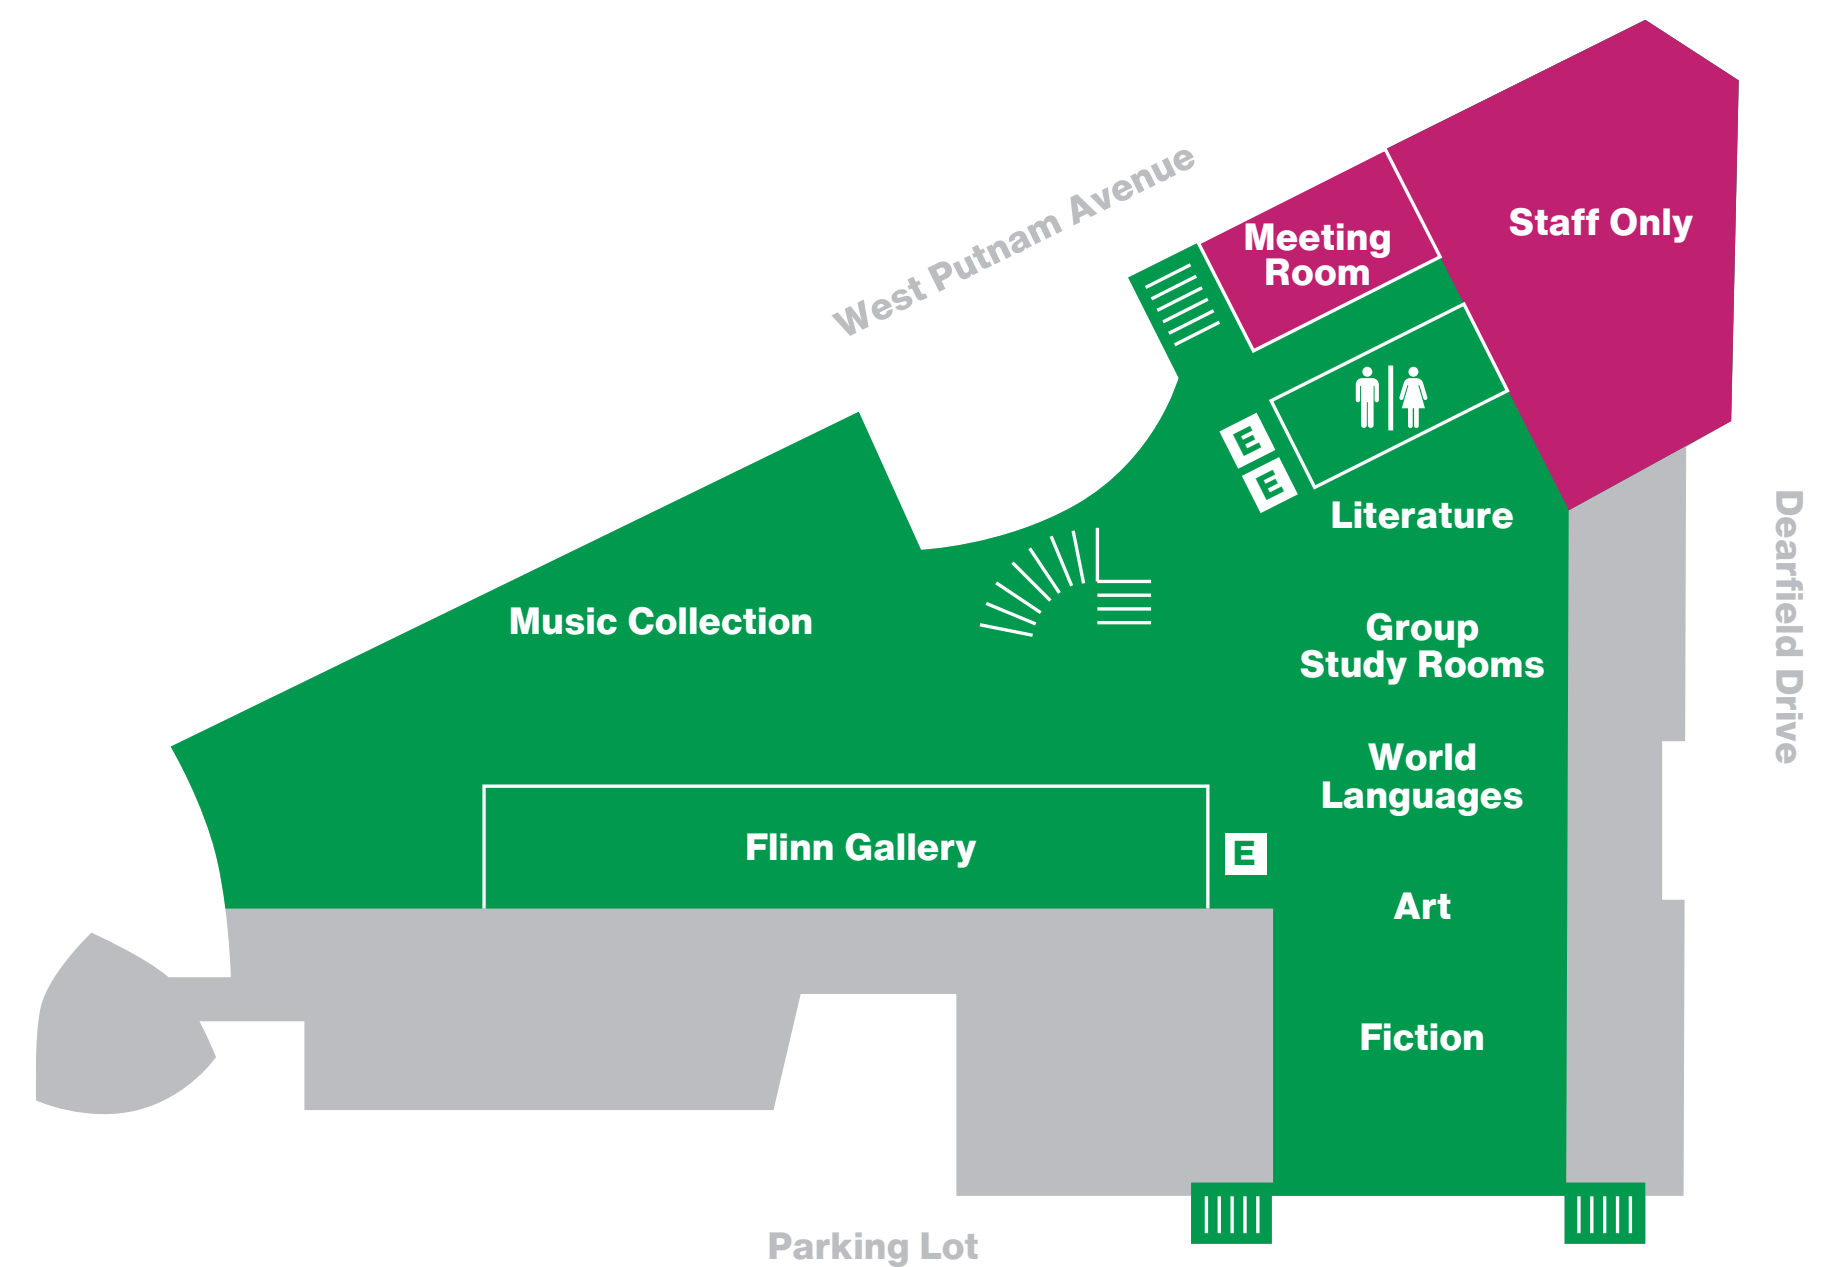 West Putnam Avenue
Meeting
Room
Staff Only
E
E
Literature
Dearfield Drive
Music Collection
Group
Study Rooms
World
Languages
Flinn Gallery
E
Art
Fiction
Parking Lot